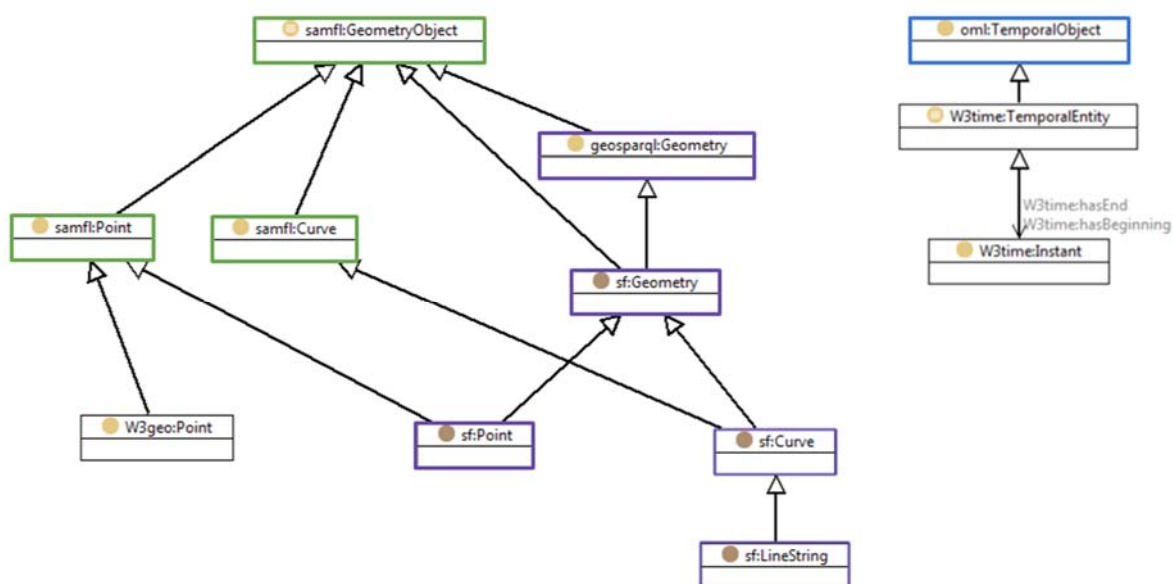 samfl:GeometryObject
oml:TemporalObject
W3time:TemporalEntity
geosparql:Geometry
W3time:hasEnd
W3time:hasBeginning
samfl:Point
samfl:Curve
W3time:Instant
sf:Geometry
W3geo:Point
sf:Point
sf:Curve
sf:LineString